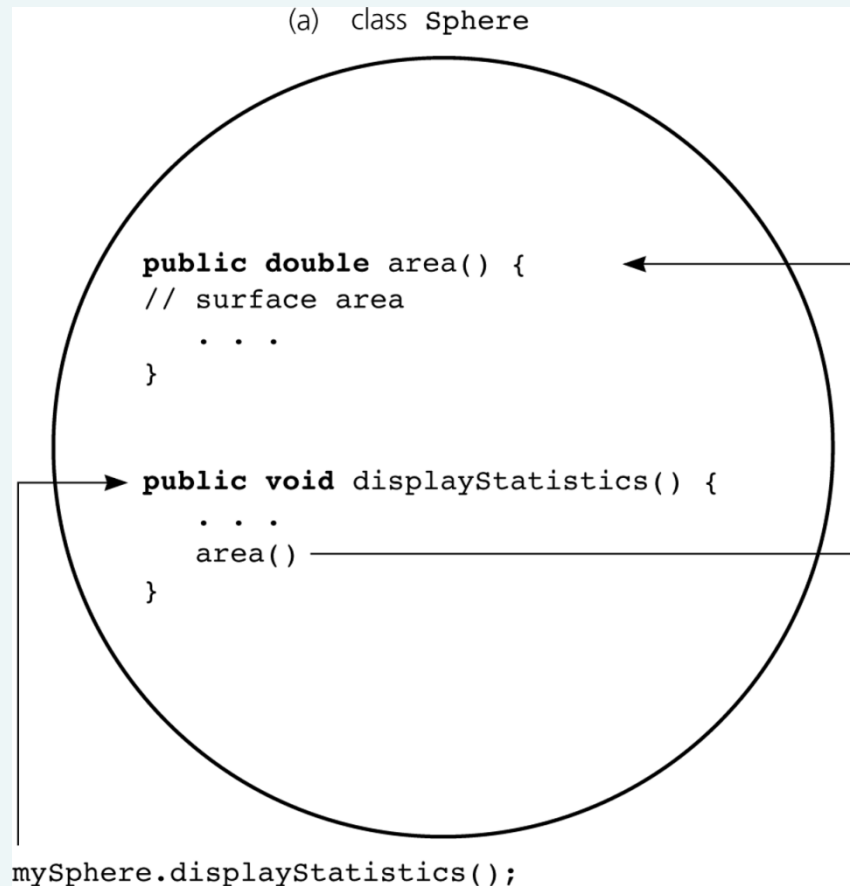 (a) class Sphere
public double area() {
// surface area
. . .
}
public void displayStatistics() {
. . .
area()
}
mySphere.displayStatistics();